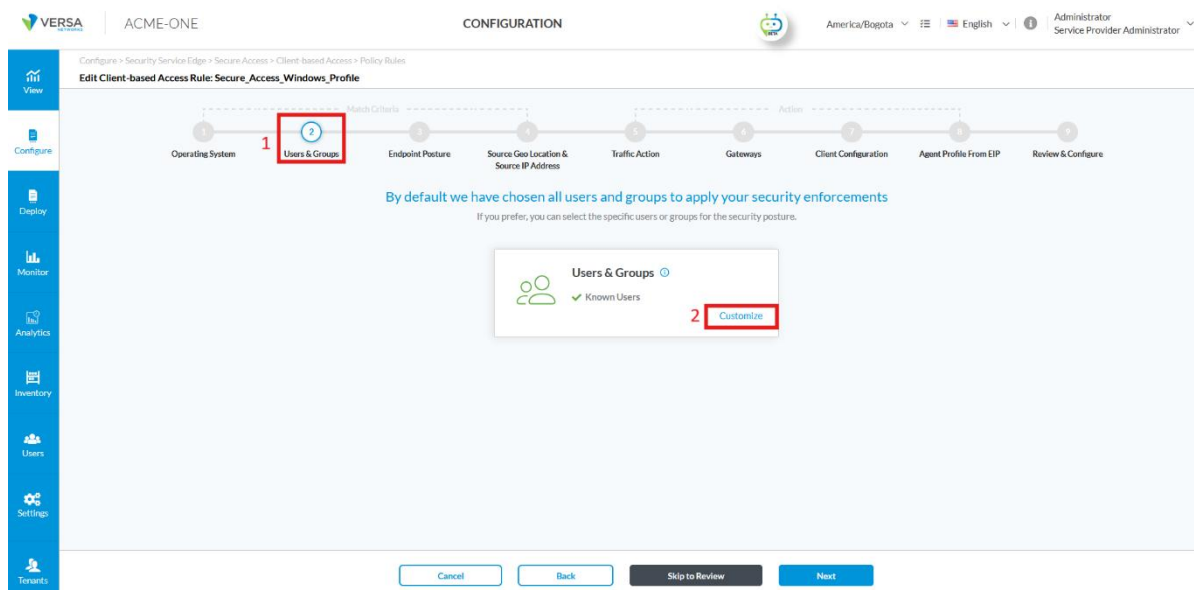 VERSA
NETWORKS
ACME-ONE
CONFIGURATION
BETA
America/Bogota
English
Administrator
Service Provider Administrator
Configure > Security Service Edge > Secure Access > Client-based Access > Policy Rules
Edit Client-based Access Rule: Secure_Access_Windows_Profile
View
Configure
Deploy
Monitor
Analytics
Inventory
Users
Settings
Tenants
Match Criteria
Action
1
1 2 3 4 5 6 7 8 9
Operating System
Users & Groups
Endpoint Posture
Source Geo Location &
Source IP Address
Traffic Action
Gateways
Client Configuration
Agent Profile From EIP
Review & Configure
By default we have chosen all users and groups to apply your security enforcements
If you prefer, you can select the specific users or groups for the security posture.
Users & Groups
Known Users
2 Customize
Cancel
Back
Skip to Review
Next